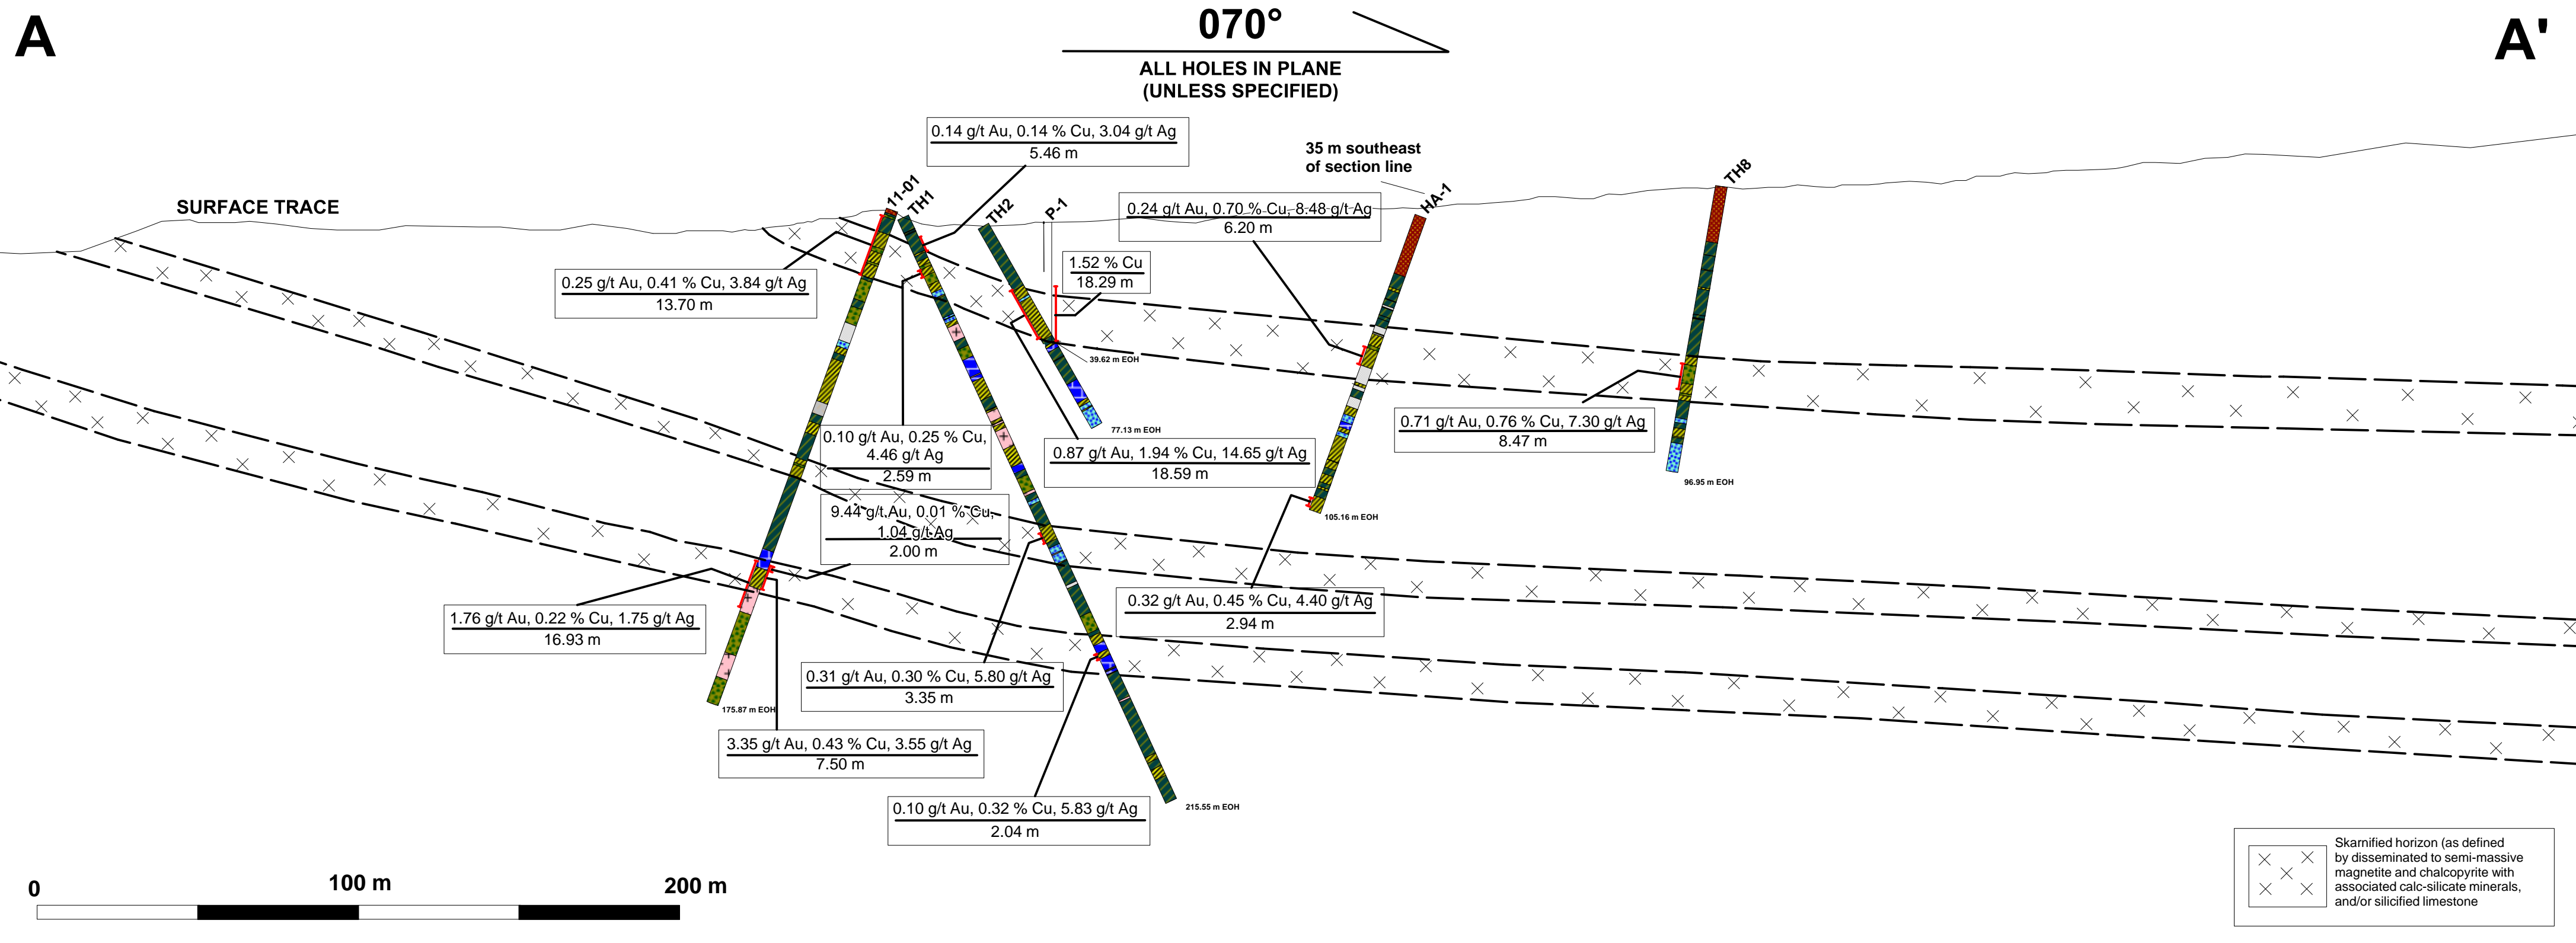 A
070°
A'
ALL HOLES IN PLANE
(UNLESS SPECIFIED)
0.14 g/t Au, 0.14 % Cu, 3.04 g/t Ag
5.46 m
35 m southeast
of section line
SURFACE TRACE
11-01
TH1
TH2
P-1
HA-1
TH8
0.24 g/t Au, 0.70 % Cu, 8.48 g/t Ag
6.20 m
0.25 g/t Au, 0.41 % Cu, 3.84 g/t Ag
13.70 m
1.52 % Cu
18.29 m
39.62 m EOH
77.13 m EOH
0.71 g/t Au, 0.76 % Cu, 7.30 g/t Ag
8.47 m
0.10 g/t Au, 0.25 % Cu,
4.46 g/t Ag
2.59 m
0.87 g/t Au, 1.94 % Cu, 14.65 g/t Ag
18.59 m
96.95 m EOH
9.44 g/t Au, 0.01 % Cu,
1.04 g/t Ag
2.00 m
105.16 m EOH
0.32 g/t Au, 0.45 % Cu, 4.40 g/t Ag
2.94 m
1.76 g/t Au, 0.22 % Cu, 1.75 g/t Ag
16.93 m
0.31 g/t Au, 0.30 % Cu, 5.80 g/t Ag
3.35 m
175.87 m EOH
3.35 g/t Au, 0.43 % Cu, 3.55 g/t Ag
7.50 m
0.10 g/t Au, 0.32 % Cu, 5.83 g/t Ag
2.04 m
215.55 m EOH
0
100 m
200 m
Skarnified horizon (as defined
by disseminated to semi-massive
magnetite and chalcopyrite with
associated calc-silicate minerals,
and/or silicified limestone